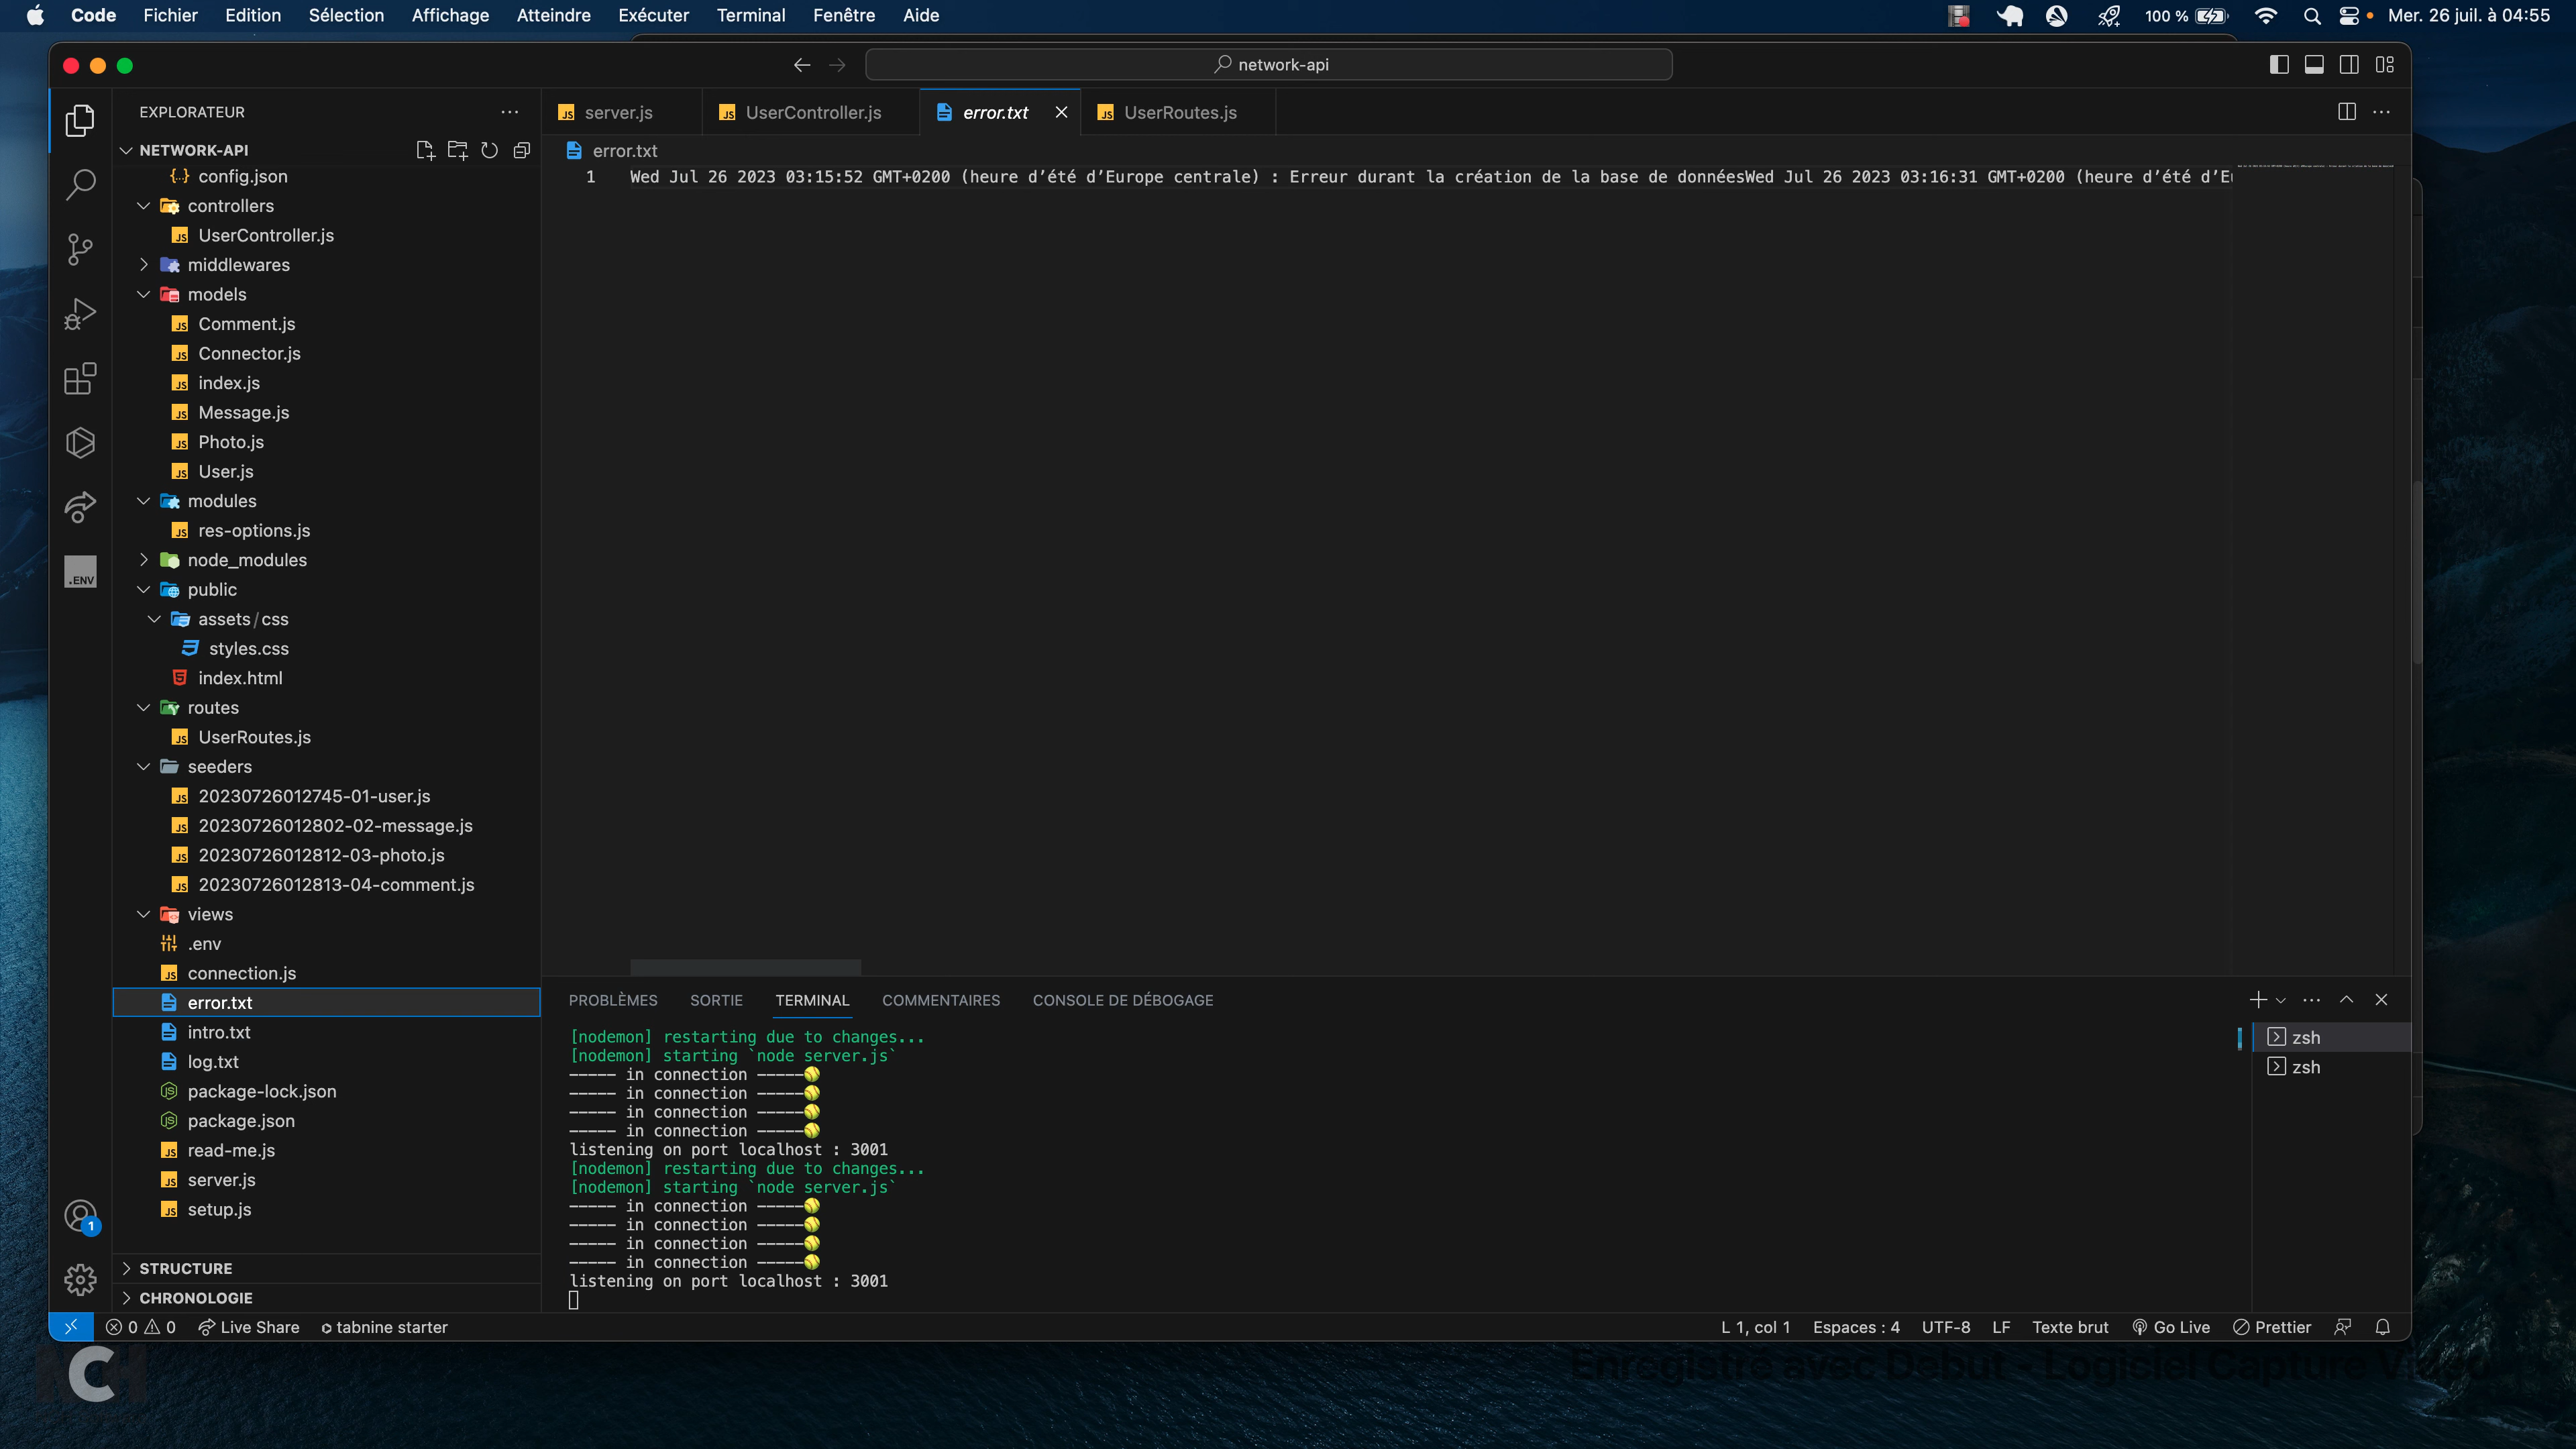 Code Fichier Edition Sélection Affichage Atteindre Exécuter Terminal Fenêtre Aide 100 % Mer. 26 juil. à 04:55
network-api
EXPLORATEUR
server.js UserController.js error.txt UserRoutes.js
NETWORK-API
error.txt
1 Wed Jul 26 2023 03:15:52 GMT+0200 (heure d’été d’Europe centrale) : Erreur durant la création de la base de donnéesWed Jul 26 2023 03:16:31 GMT+0200 (heure d’été d’E
config.json
controllers
UserController.js
middlewares
models
Comment.js
Connector.js
index.js
Message.js
Photo.js
User.js
modules
res-options.js
node_modules
.ENV
public
assets/css
styles.css
index.html
routes
UserRoutes.js
seeders
20230726012745-01-user.js
20230726012802-02-message.js
20230726012812-03-photo.js
20230726012813-04-comment.js
views
.env
connection.js
error.txt
intro.txt
log.txt
package-lock.json
package.json
read-me.js
server.js
setup.js
STRUCTURE
CHRONOLOGIE
PROBLÈMES SORTIE TERMINAL COMMENTAIRES CONSOLE DE DÉBOGAGE
[nodemon] restarting due to changes...
[nodemon] starting `node server.js`
----- in connection -----🥎
----- in connection -----🥎
----- in connection -----🥎
----- in connection -----🥎
listening on port localhost : 3001
[nodemon] restarting due to changes...
[nodemon] starting `node server.js`
----- in connection -----🥎
----- in connection -----🥎
----- in connection -----🥎
----- in connection -----🥎
listening on port localhost : 3001
zsh
zsh
1
0 0 Live Share tabnine starter L 1, col 1 Espaces : 4 UTF-8 LF Texte brut Go Live Prettier
NCH
Enregistré avec Debut - Logiciel Capture